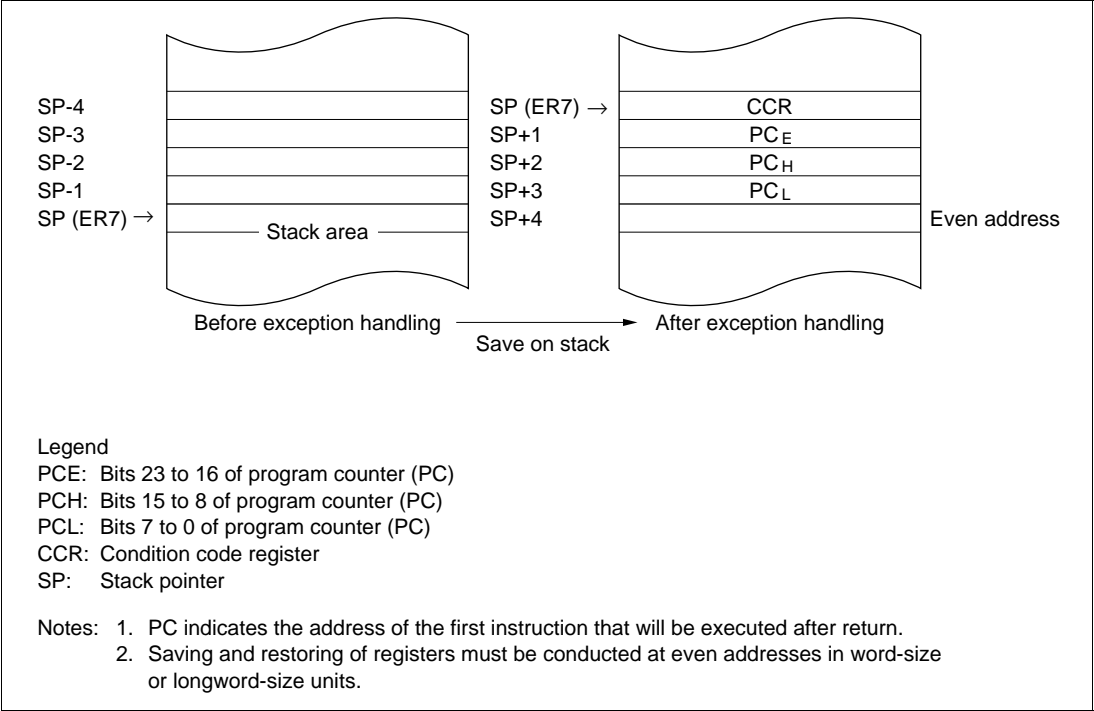 SP-4
SP-3
SP-2
SP-1
SP (ER7) →
Stack area
SP (ER7) → CCR
SP+1 PCE
SP+2 PCH
SP+3 PCL
SP+4
Even address
Before exception handling
Save on stack
After exception handling
Legend
PCE: Bits 23 to 16 of program counter (PC)
PCH: Bits 15 to 8 of program counter (PC)
PCL: Bits 7 to 0 of program counter (PC)
CCR: Condition code register
SP: Stack pointer
Notes: 1. PC indicates the address of the first instruction that will be executed after return.
2. Saving and restoring of registers must be conducted at even addresses in word-size
or longword-size units.